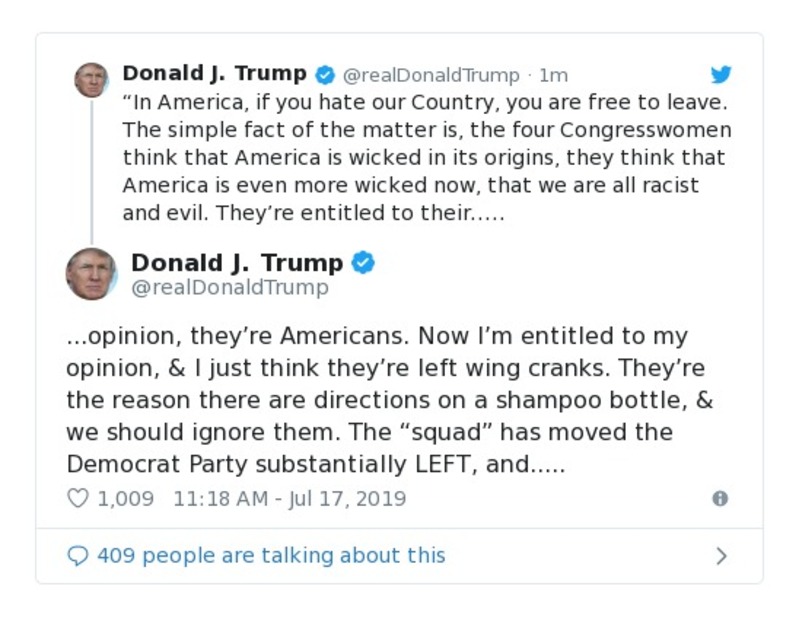 Donald J. Trump @realDonaldTrump · 1m
“In America, if you hate our Country, you are free to leave.
The simple fact of the matter is, the four Congresswomen
think that America is wicked in its origins, they think that
America is even more wicked now, that we are all racist
and evil. They’re entitled to their…..
Donald J. Trump
@realDonaldTrump
...opinion, they’re Americans. Now I’m entitled to my
opinion, & I just think they’re left wing cranks. They’re
the reason there are directions on a shampoo bottle, &
we should ignore them. The “squad” has moved the
Democrat Party substantially LEFT, and…..
1,009 11:18 AM - Jul 17, 2019
409 people are talking about this